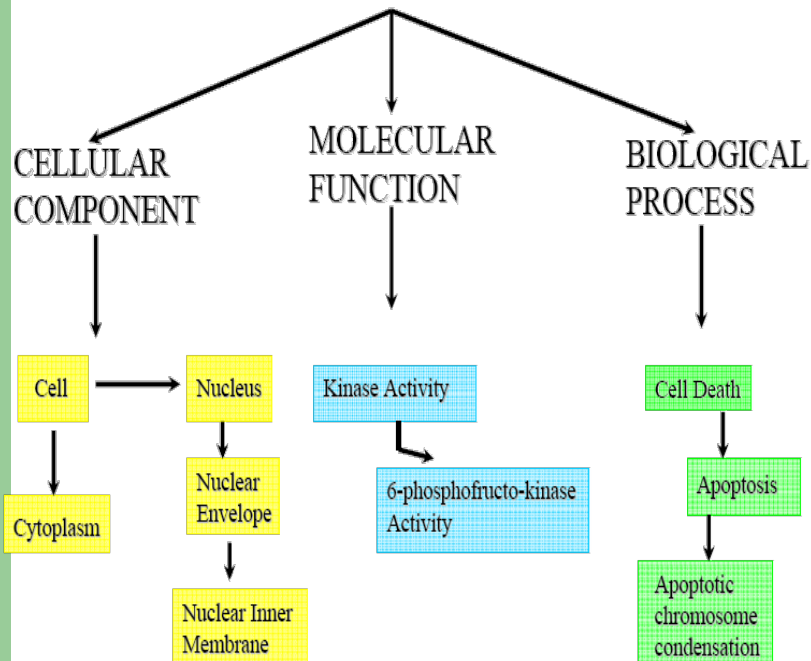 CELLULAR
COMPONENT
MOLECULAR
FUNCTION
BIOLOGICAL
PROCESS
Cell
Nucleus
Kinase Activity
Cell Death
Cytoplasm
Nuclear
Envelope
6-phosphofructo-kinase
Activity
Apoptosis
Nuclear Inner
Membrane
Apoptotic
chromosome
condensation